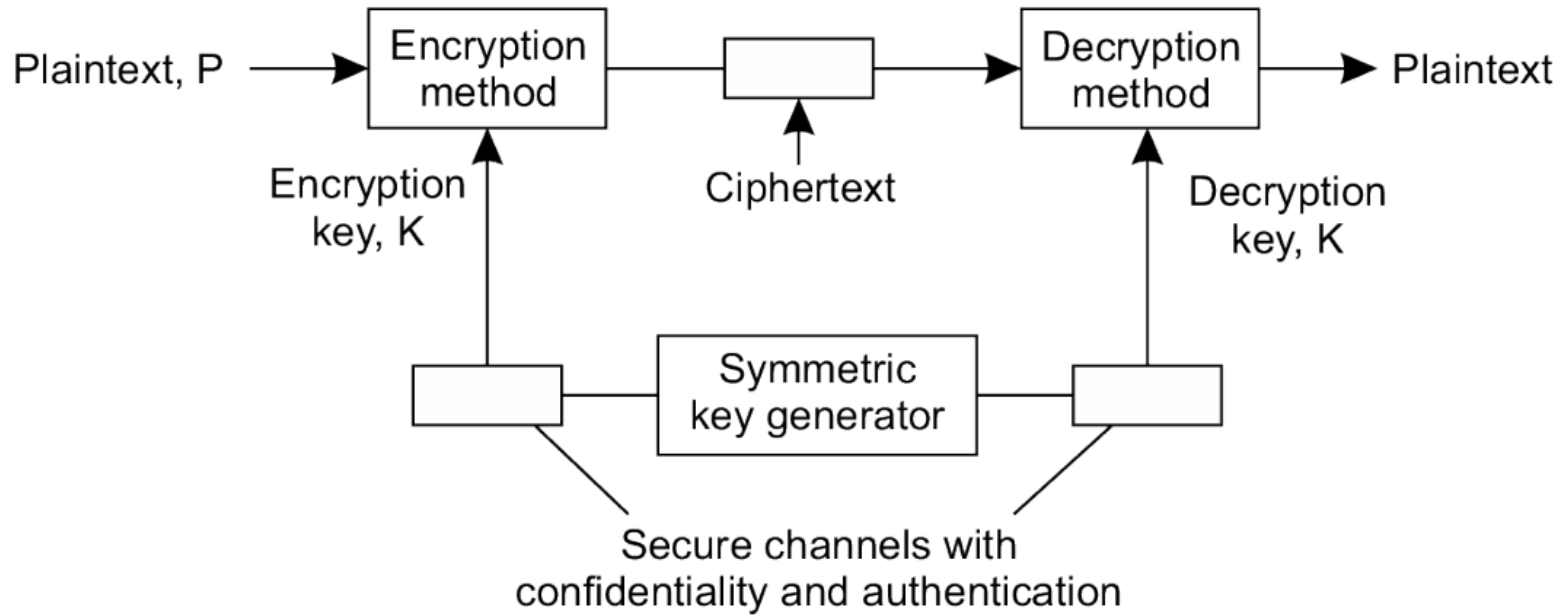 Plaintext, P
Encryption
method
Decryption
method
Plaintext
Encryption
key, K
Ciphertext
Decryption
key, K
Symmetric
key generator
Secure channels with
confidentiality and authentication